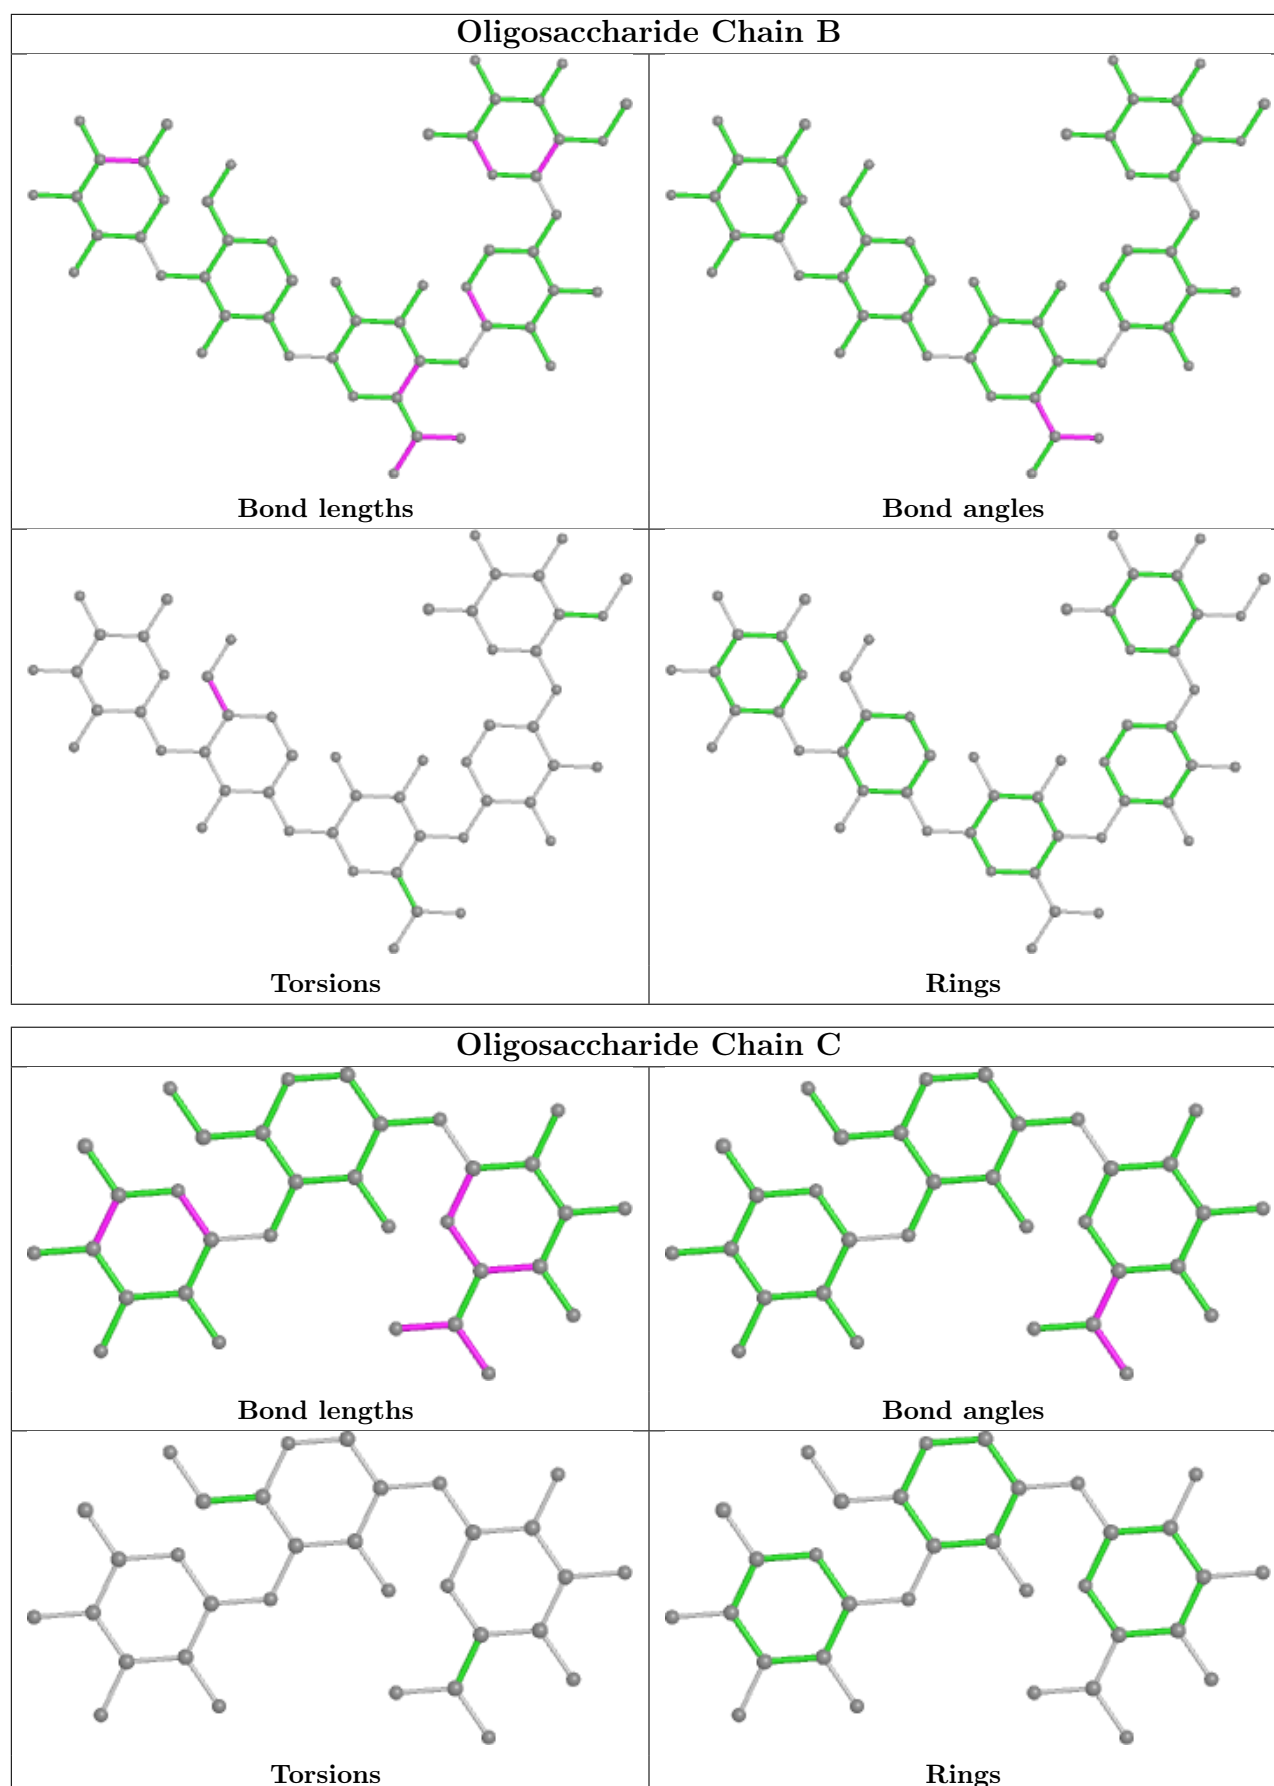 Oligosaccharide Chain B
Bond lengths
Bond angles
Torsions
Rings
Oligosaccharide Chain C
Bond lengths
Bond angles
Torsions
Rings